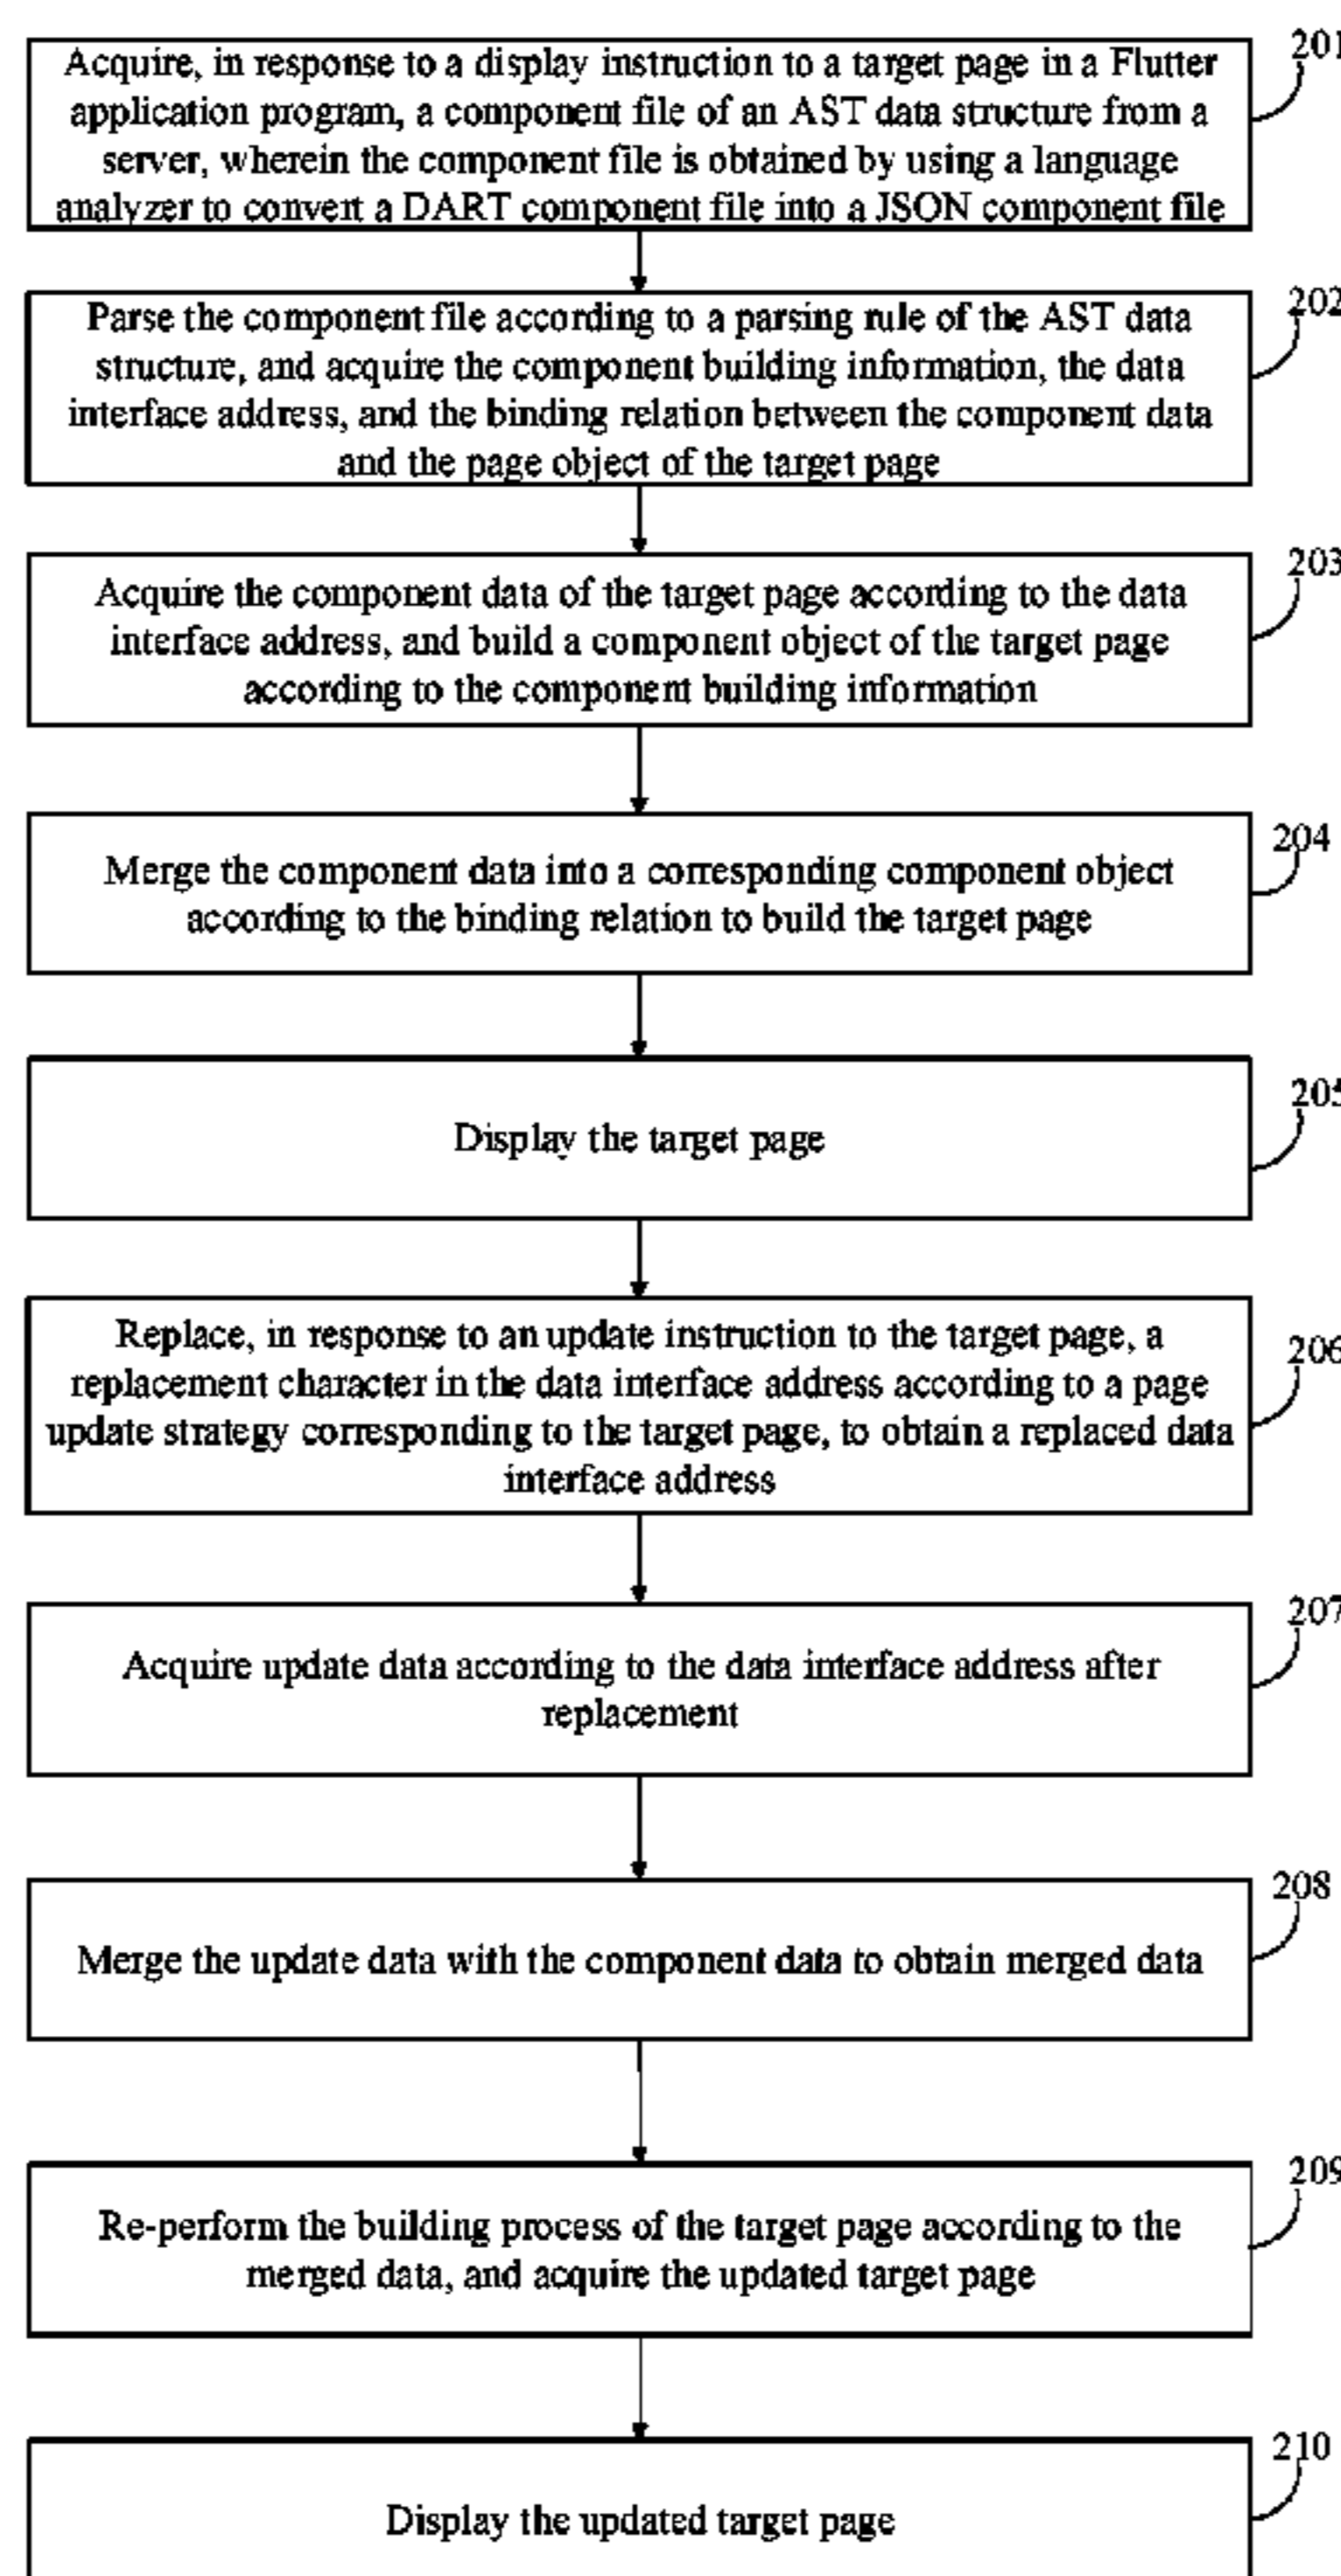 201
Acquire, in response to a display instruction to a target page in a Flutter
application program, a component file of an AST data structure from a
server, wherein the component file is obtained by using a language
analyzer to convert a DART component file into a JSON component file
202
Parse the component file according to a parsing rule of the AST data
structure, and acquire the component building information, the data
interface address, and the binding relation between the component data
and the page object of the target page
203
Acquire the component data of the target page according to the data
interface address, and build a component object of the target page
according to the component building information
204
Merge the component data into a corresponding component object
according to the binding relation to build the target page
205
Display the target page
206
Replace, in response to an update instruction to the target page, a
replacement character in the data interface address according to a page
update strategy corresponding to the target page, to obtain a replaced data
interface address
207
Acquire update data according to the data interface address after
replacement
208
Merge the update data with the component data to obtain merged data
209
Re-perform the building process of the target page according to the
merged data, and acquire the updated target page
210
Display the updated target page